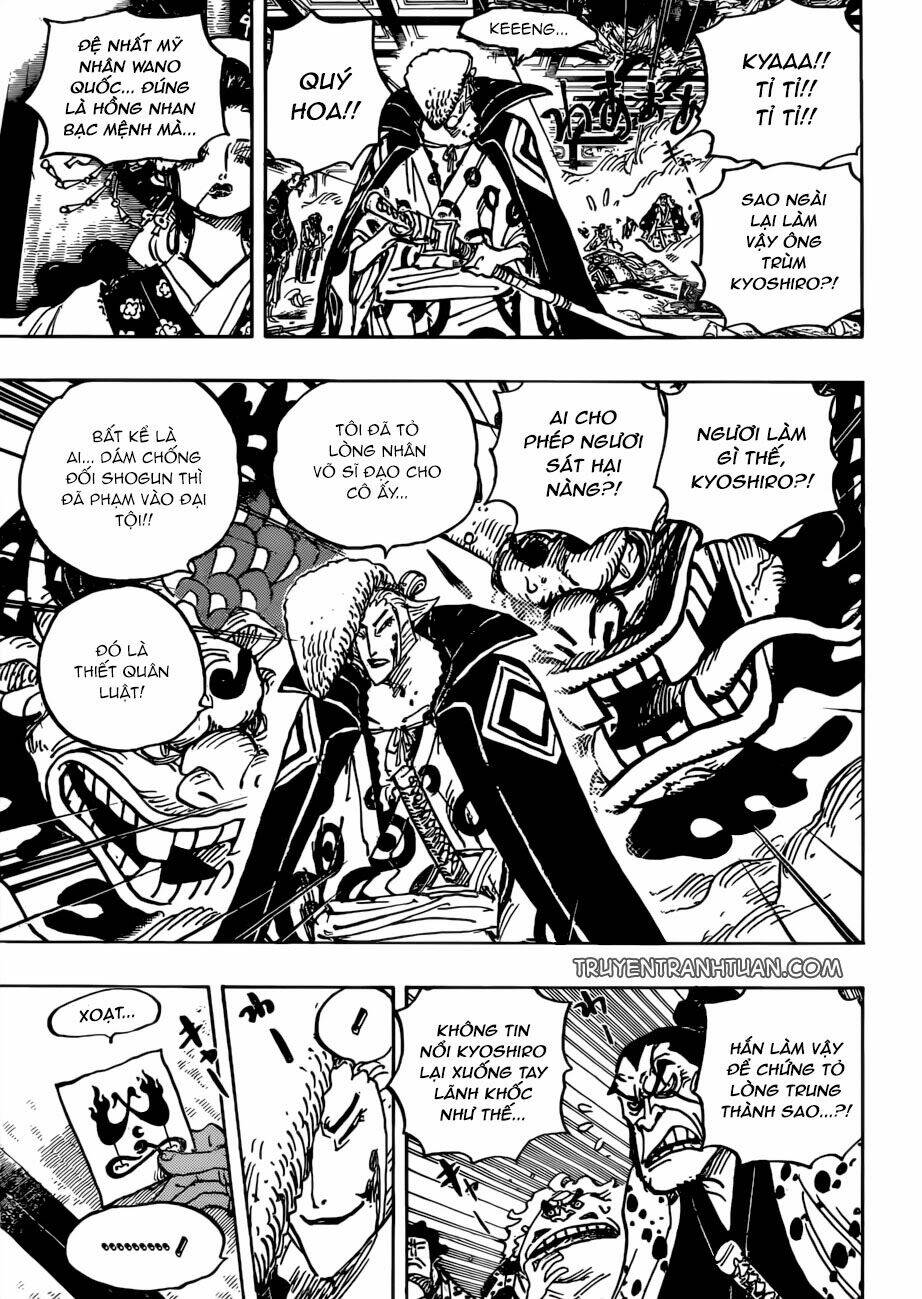 KYAAA!!
TỈ TỈ!!
TỈ TỈ!!
SAO NGÀI
LẠI LÀM
VẬY ÔNG
TRÙM
KYOSHIRO?!
KEEENG...
QUÝ
HOA!!
ĐỆ NHẤT MỸ
NHÂN WANO
QUỐC... ĐÚNG
LÀ HỒNG NHAN
BẠC MỆNH MÀ...
NGƯƠI LÀM
GÌ THẾ,
KYOSHIRO?!
AI CHO
PHÉP NGƯƠI
SÁT HẠI
NÀNG?!
TÔI ĐÃ TỎ
LÒNG NHÂN
VÕ SĨ ĐẠO CHO
CÔ ẤY...
BẤT KỂ LÀ
AI... DÁM CHỐNG
ĐỐI SHOGUN THÌ
ĐÃ PHẠM VÀO ĐẠI
TỘI!!
ĐÓ LÀ
THIẾT QUÂN
LUẬT!
TRUYENTRANHTUAN.COM
HẮN LÀM VẬY
ĐỂ CHỨNG TỎ
LÒNG TRUNG
THÀNH SAO...?!
KHÔNG TIN
NỔI KYOSHIRO
LẠI XUỐNG TAY
LÃNH KHỐC
NHƯ THẾ...
!
XOẠT...
.......... !